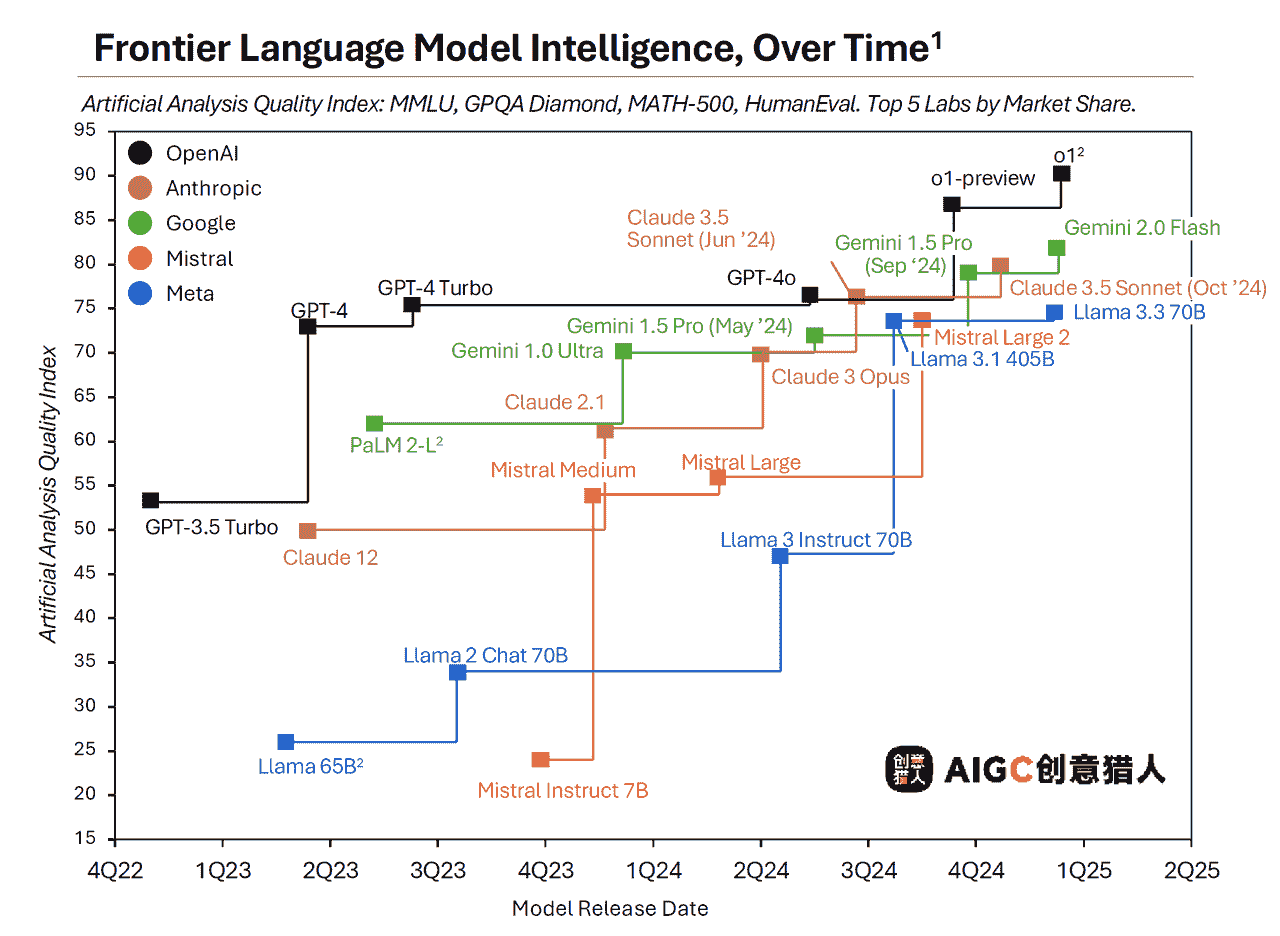 Frontier Language Model Intelligence, Over Time¹
Artificial Analysis Quality Index: MMLU, GPQA Diamond, MATH-500, HumanEval. Top 5 Labs by Market Share.
Artificial Analysis Quality Index
95
90
85
80
75
70
65
60
55
50
45
40
35
30
25
20
15
OpenAI
Anthropic
Google
Mistral
Meta
o1²
o1-preview
Claude 3.5
Sonnet (Jun ’24)
Gemini 1.5 Pro
(Sep ‘24)
Gemini 2.0 Flash
GPT-4o
GPT-4 Turbo
Claude 3.5 Sonnet (Oct ’24)
GPT-4
Llama 3.3 70B
Gemini 1.5 Pro (May ’24)
Mistral Large 2
Gemini 1.0 Ultra
Llama 3.1 405B
Claude 3 Opus
Claude 2.1
PaLM 2-L²
Mistral Medium
Mistral Large
GPT-3.5 Turbo
Llama 3 Instruct 70B
Claude 12
Llama 2 Chat 70B
Llama 65B²
Mistral Instruct 7B
创意
猎人
AIGC创意猎人
4Q22
1Q23
2Q23
3Q23
4Q23
1Q24
2Q24
3Q24
4Q24
1Q25
2Q25
Model Release Date